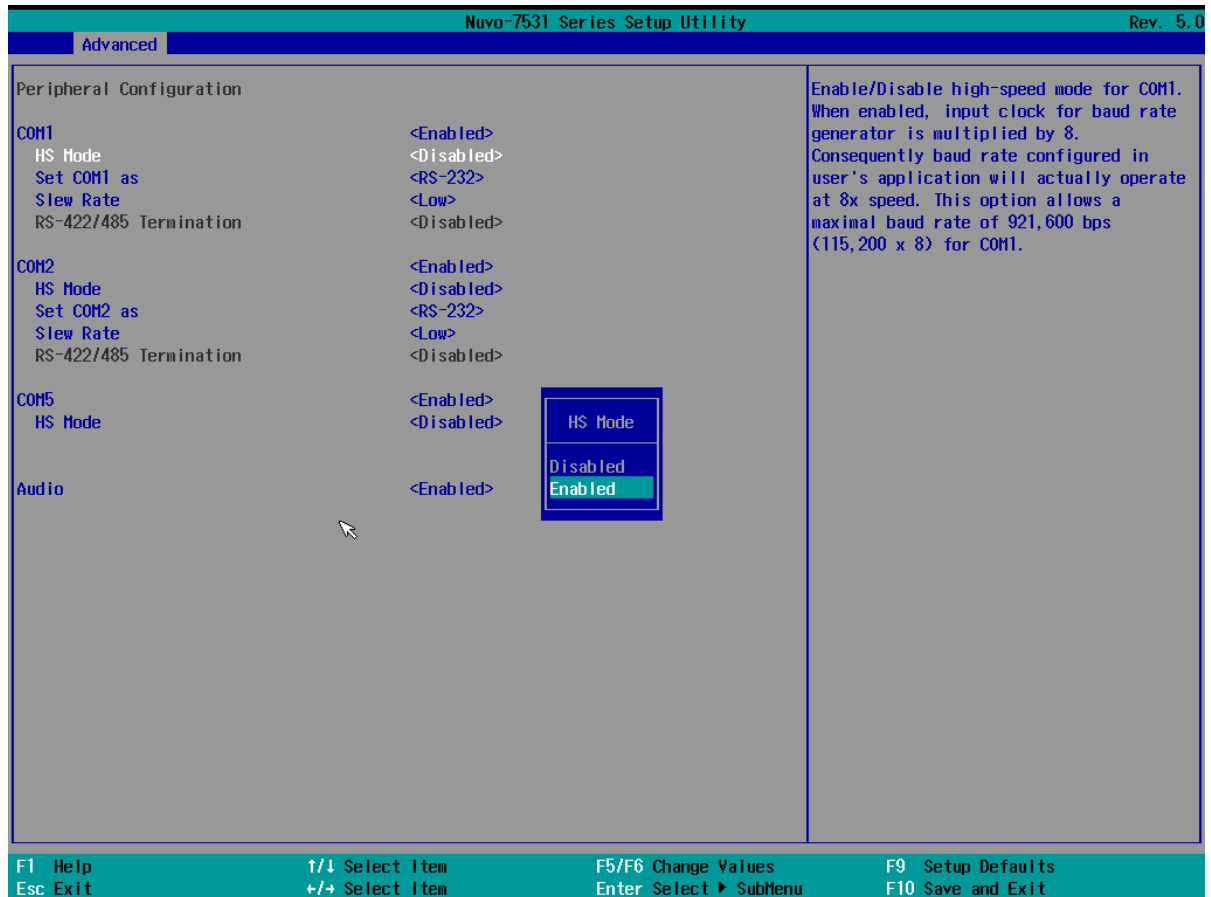 Nuvo-7531 Series Setup Utility Rev. 5.0
Advanced
Peripheral Configuration
COM1 <Enabled>
HS Mode <Disabled>
Set COM1 as <RS-232>
Slew Rate <Low>
RS-422/485 Termination <Disabled>
COM2 <Enabled>
HS Mode <Disabled>
Set COM2 as <RS-232>
Slew Rate <Low>
RS-422/485 Termination <Disabled>
COM5 <Enabled>
HS Mode <Disabled>
Audio <Enabled>
HS Mode
Disabled
Enabled
Enable/Disable high-speed mode for COM1.
When enabled, input clock for baud rate
generator is multiplied by 8.
Consequently baud rate configured in
user's application will actually operate
at 8x speed. This option allows a
maximal baud rate of 921,600 bps
(115,200 x 8) for COM1.
F1 Help ↑/↓ Select Item F5/F6 Change Values F9 Setup Defaults
Esc Exit ←/→ Select Item Enter Select ▶ SubMenu F10 Save and Exit